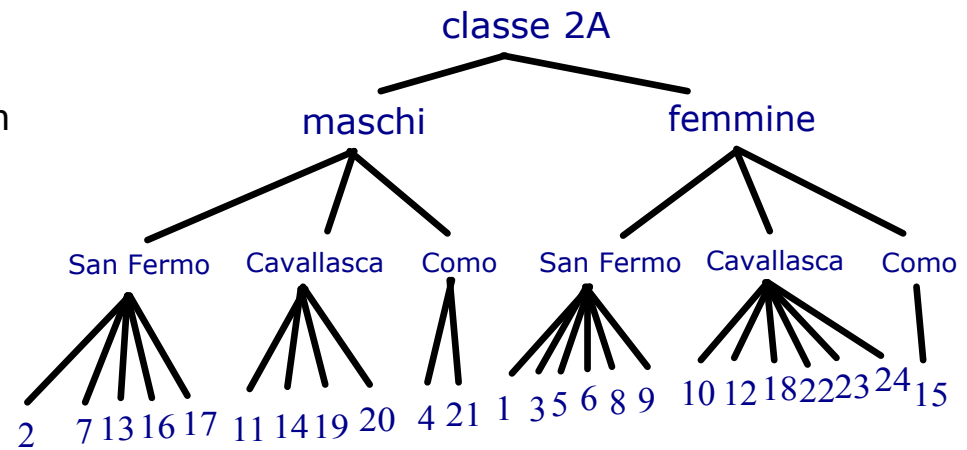 classe 2A
maschi femmine
San Fermo Cavallasca Como San Fermo Cavallasca Como
2 7 13 16 17 11 14 19 20 4 21 1 3 5 6 8 9 10 12 18 22 23 24 15